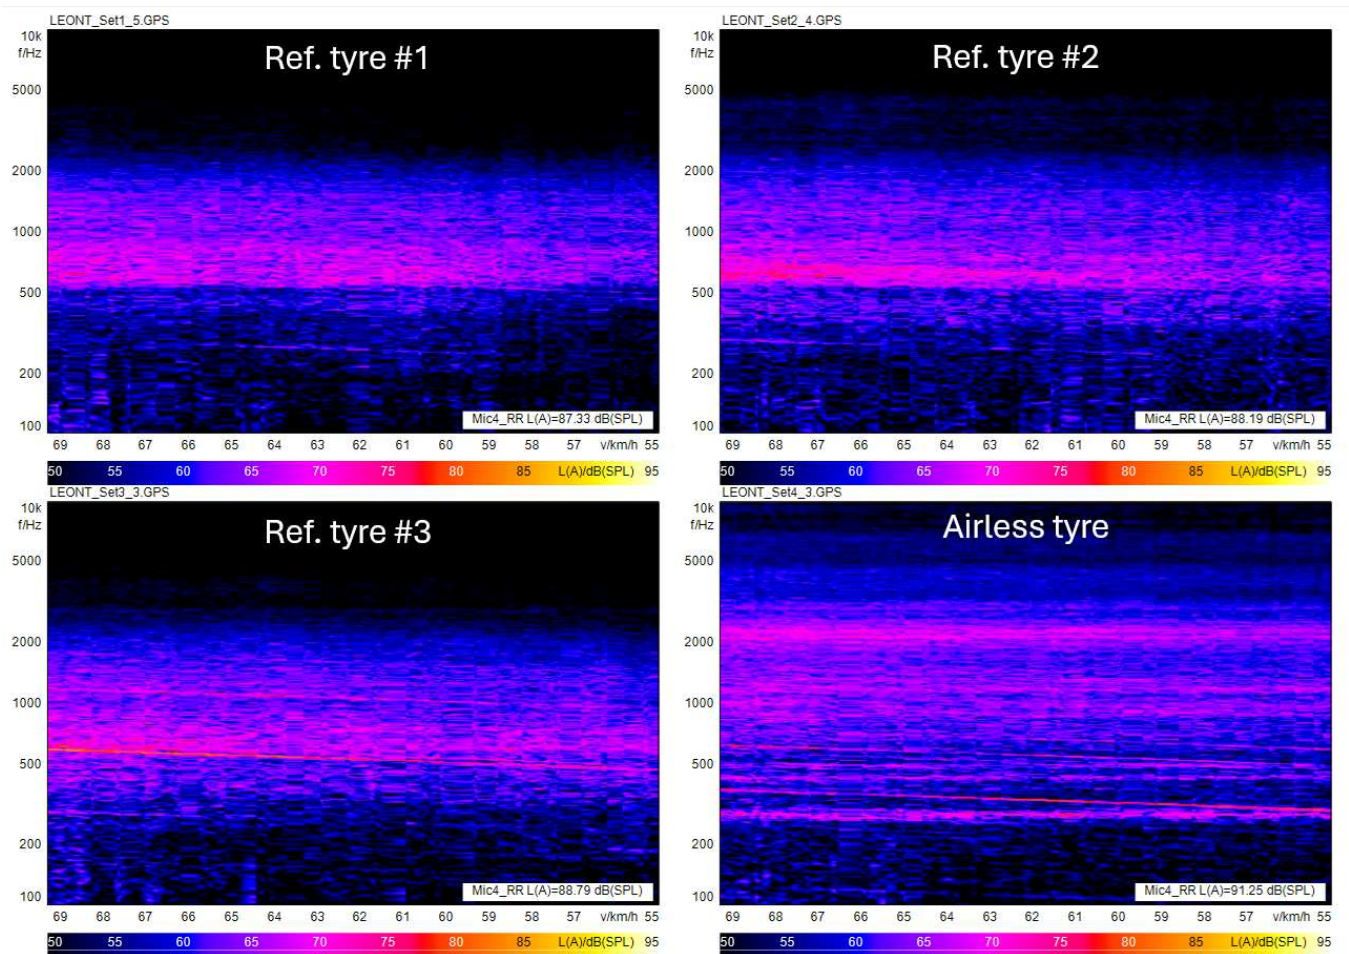 LEONT_Set1_5.GPS
Ref. tyre #1
10k
f/Hz
5000
2000
1000
500
200
100
Mic4_RR L(A)=87.33 dB(SPL)
69 68 67 66 65 64 63 62 61 60 59 58 57 v/km/h 55
50 55 60 65 70 75 80 85 L(A)/dB(SPL) 95
LEONT_Set2_4.GPS
Ref. tyre #2
10k
f/Hz
5000
2000
1000
500
200
100
Mic4_RR L(A)=88.19 dB(SPL)
69 68 67 66 65 64 63 62 61 60 59 58 57 v/km/h 55
50 55 60 65 70 75 80 85 L(A)/dB(SPL) 95
LEONT_Set3_3.GPS
Ref. tyre #3
10k
f/Hz
5000
2000
1000
500
200
100
Mic4_RR L(A)=88.79 dB(SPL)
69 68 67 66 65 64 63 62 61 60 59 58 57 v/km/h 55
50 55 60 65 70 75 80 85 L(A)/dB(SPL) 95
LEONT_Set4_3.GPS
Airless tyre
10k
f/Hz
5000
2000
1000
500
200
100
Mic4_RR L(A)=91.25 dB(SPL)
69 68 67 66 65 64 63 62 61 60 59 58 57 v/km/h 55
50 55 60 65 70 75 80 85 L(A)/dB(SPL) 95